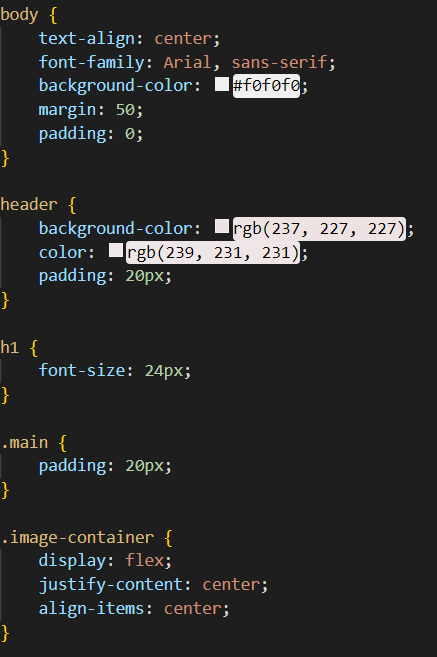 body {
    text-align: center;
    font-family: Arial, sans-serif;
    background-color: #f0f0f0;
    margin: 50;
    padding: 0;
}
header {
    background-color: rgb(237, 227, 227);
    color: rgb(239, 231, 231);
    padding: 20px;
}
h1 {
    font-size: 24px;
}
.main {
    padding: 20px;
}
.image-container {
    display: flex;
    justify-content: center;
    align-items: center;
}